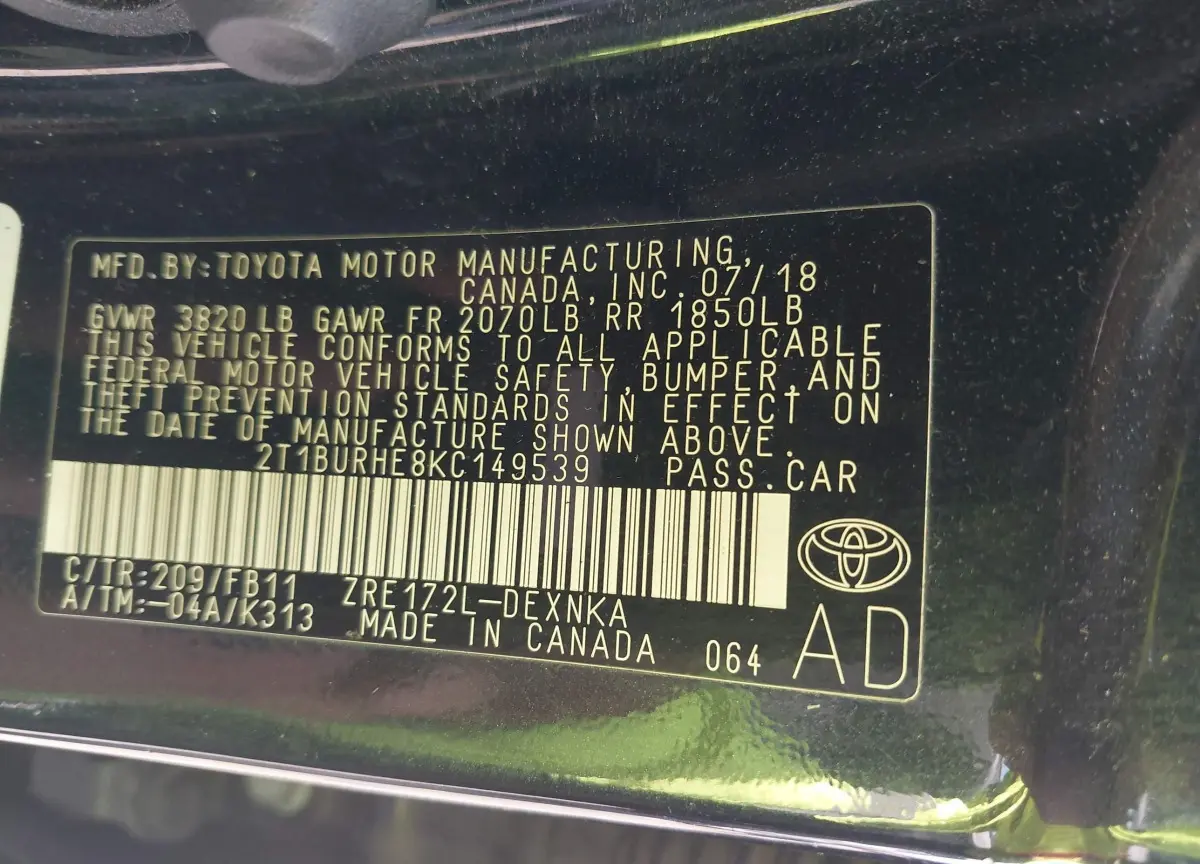 MFD.BY:TOYOTA MOTOR MANUFACTURING,
CANADA,INC.07/18
GVWR 3820 LB GAWR FR 2070LB RR 1850LB
THIS VEHICLE CONFORMS TO ALL APPLICABLE
FEDERAL MOTOR VEHICLE SAFETY,BUMPER,AND
THEFT PREVENTION STANDARDS IN EFFECT ON
THE DATE OF MANUFACTURE SHOWN ABOVE.
2T1BURHE8KC149539 PASS.CAR
C/TR:209/FB11 ZRE172L-DEXNKA
A/TM:-04A/K313 MADE IN CANADA 064 AD